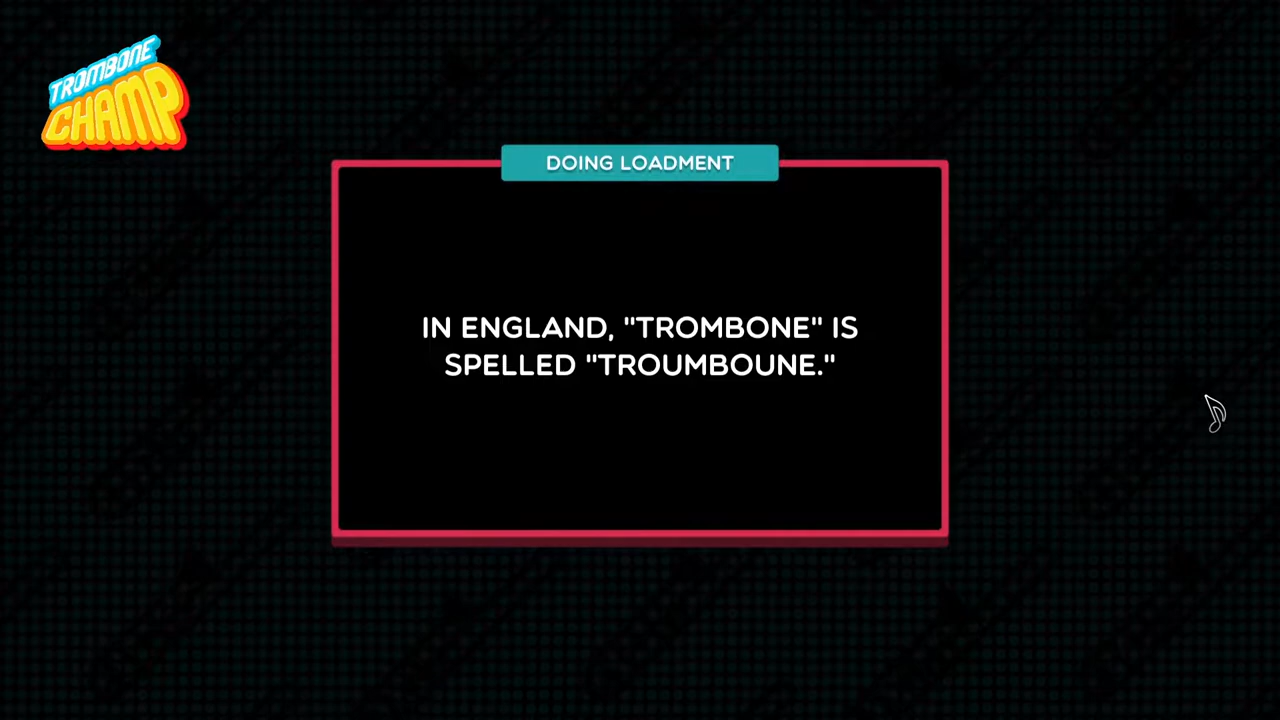 TROMBONE
CHAMP
DOING LOADMENT
IN ENGLAND, "TROMBONE" IS
SPELLED "TROUMBOUNE."